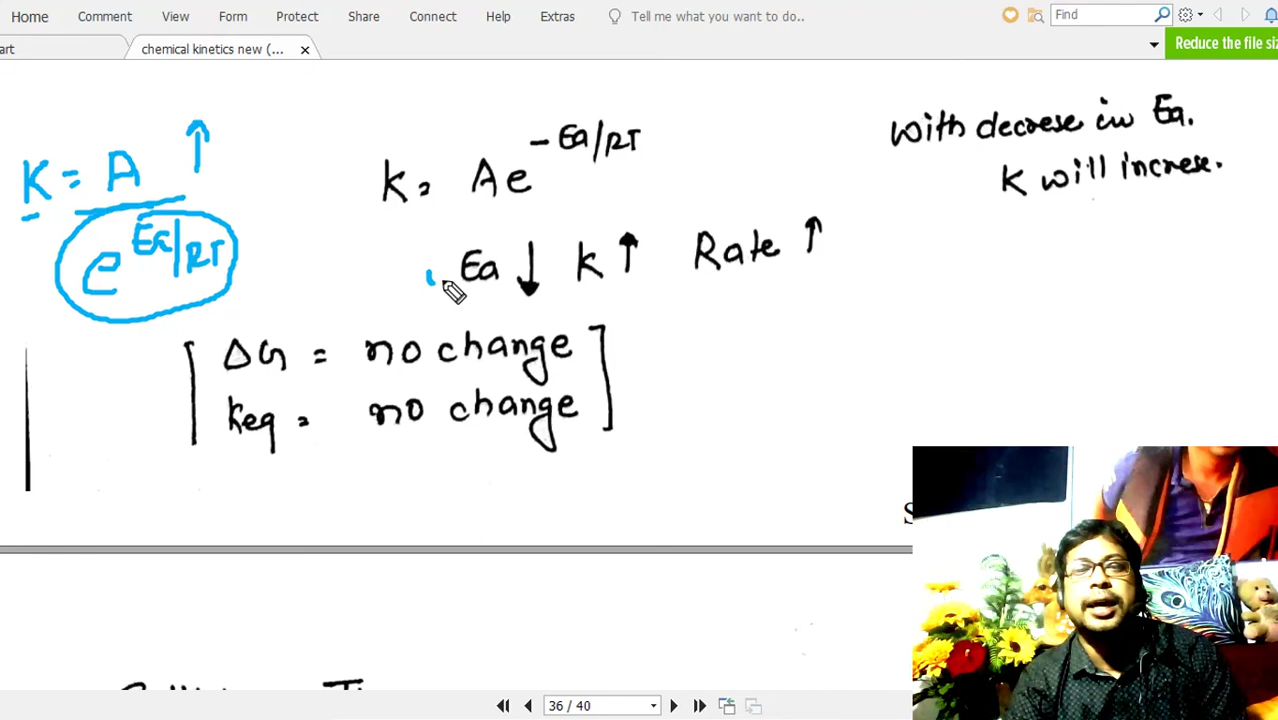 Home Comment View Form Protect Share Connect Help Extras Tell me what you want to do.. Find
art chemical kinetics new (... Reduce the file siz
K = A ↑
e^Ea/RT
k = Ae^-Ea/RT
with decrese in Ea.
K will increse.
Ea ↓ k ↑ Rate ↑
ΔG = no change
Keq = no change
S
36 / 40